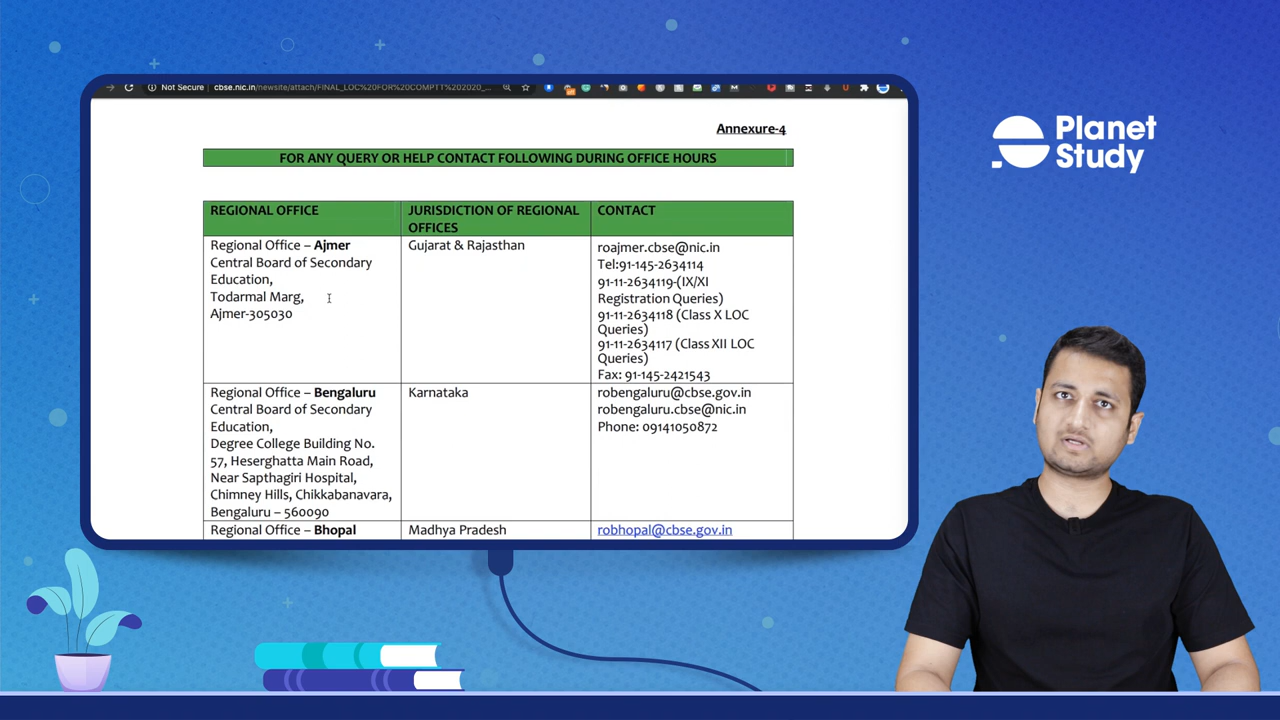 Not Secure | cbse.nic.in/newsite/attach/FINAL_LOC%20FOR%20COMPTT%202020_...
Planet
Study
Annexure-4
FOR ANY QUERY OR HELP CONTACT FOLLOWING DURING OFFICE HOURS
REGIONAL OFFICE
JURISDICTION OF REGIONAL
OFFICES
CONTACT
Regional Office – Ajmer
Central Board of Secondary
Education,
Todarmal Marg,
Ajmer-305030
Gujarat & Rajasthan
roajmer.cbse@nic.in
Tel:91-145-2634114
91-11-2634119-(IX/XI
Registration Queries)
91-11-2634118 (Class X LOC
Queries)
91-11-2634117 (Class XII LOC
Queries)
Fax: 91-145-2421543
Regional Office – Bengaluru
Central Board of Secondary
Education,
Degree College Building No.
57, Heserghatta Main Road,
Near Sapthagiri Hospital,
Chimney Hills, Chikkabanavara,
Bengaluru – 560090
Karnataka
robengaluru@cbse.gov.in
robengaluru.cbse@nic.in
Phone: 09141050872
Regional Office – Bhopal
Madhya Pradesh
robhopal@cbse.gov.in